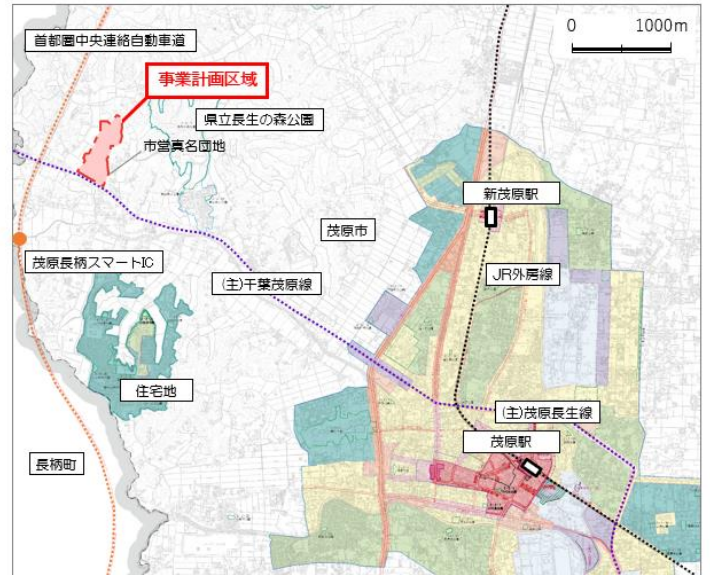 首都圏中央連絡自動車道
0 1000m
事業計画区域
県立長生の森公園
市営真名団地
新茂原駅
茂原市
茂原長柄スマートIC
(主)千葉茂原線
JR外房線
住宅地
(主)茂原長生線
茂原駅
長柄町